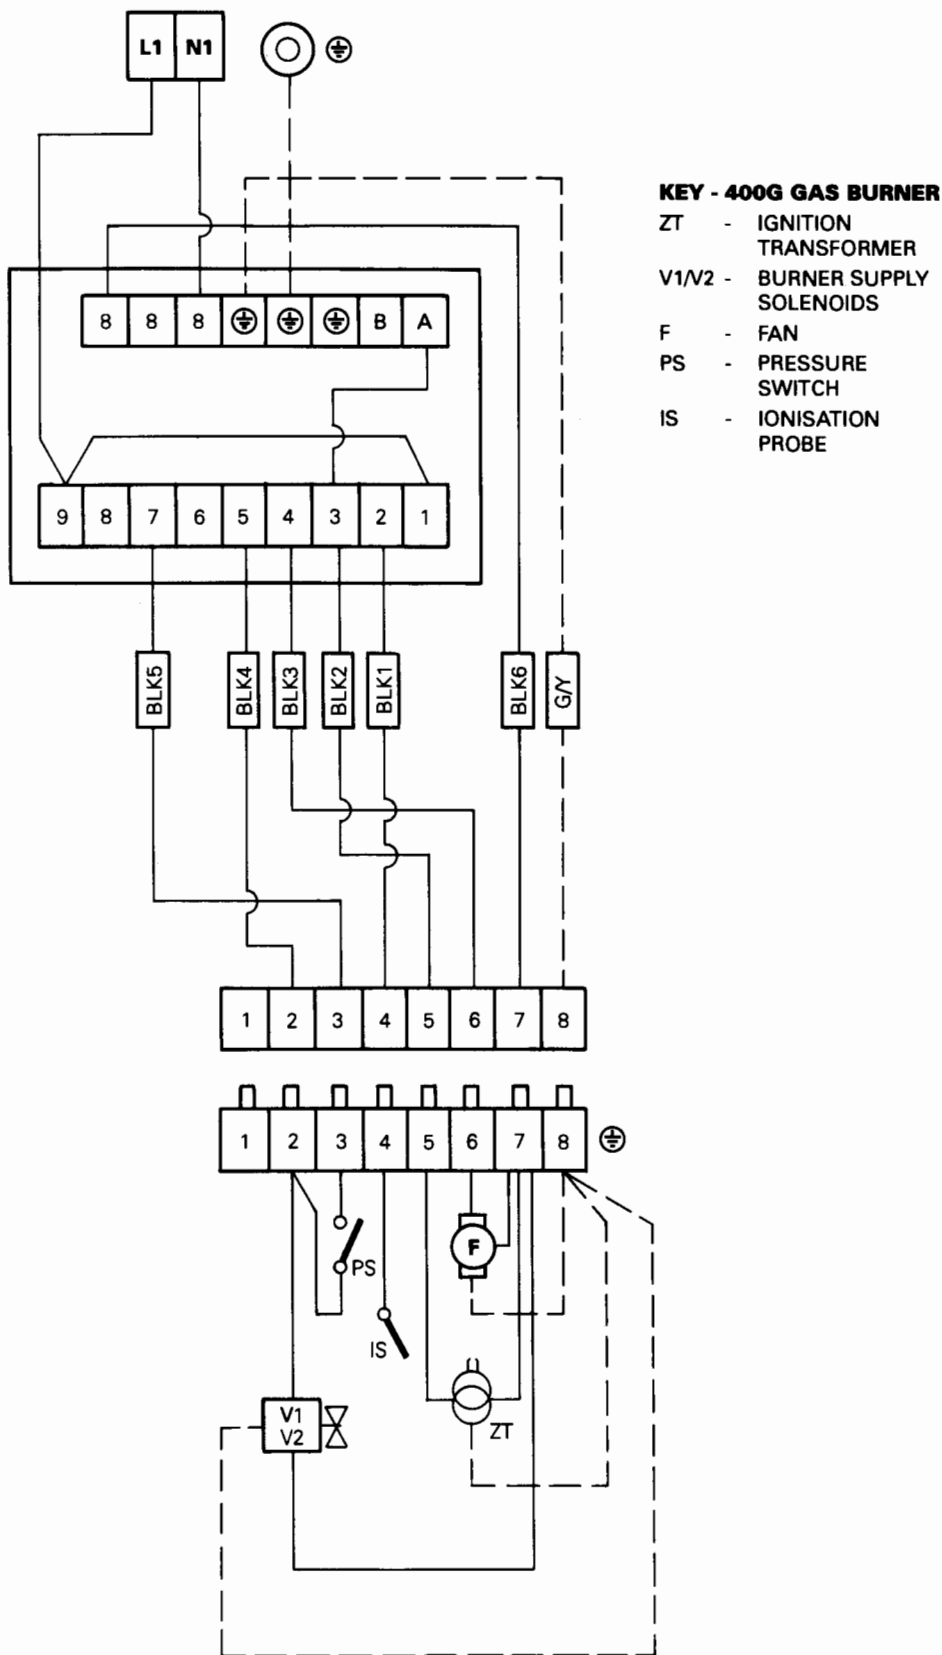 L1 N1
KEY - 400G GAS BURNER
ZT - IGNITION
TRANSFORMER
V1/V2 - BURNER SUPPLY
SOLENOIDS
F - FAN
PS - PRESSURE
SWITCH
IS - IONISATION
PROBE
8 8 8 B A
9 8 7 6 5 4 3 2 1
BLK5 BLK4 BLK3 BLK2 BLK1 BLK6 G/Y
1 2 3 4 5 6 7 8
1 2 3 4 5 6 7 8
F
PS
IS
V1
V2
ZT